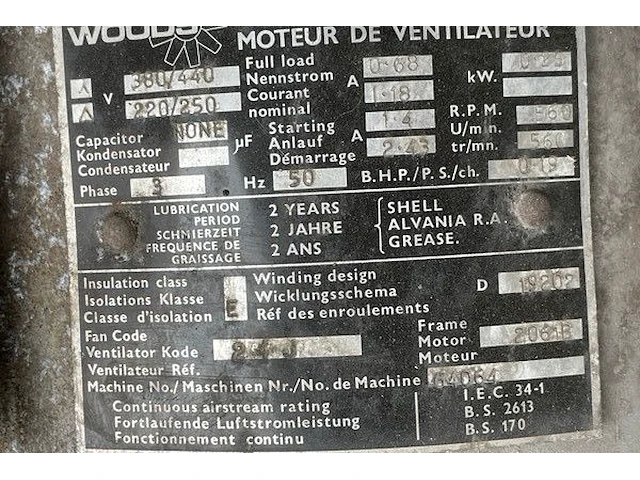 WOODS
MOTEUR DE VENTILATEUR
V 380/440
220/250
Full load
Nennstrom
Courant
nominal
A
0·68
1·18
kW.
Capacitor
Kondensator
Condensateur
NONE
µF
Starting
Anlauf
Démarrage
A
1·4
2·43
R.P.M.
U/min.
tr/mn.
560
560
Phase 3 Hz 50 B.H.P./P.S./ch.
LUBRICATION
PERIOD
SCHMIERZEIT
FREQUENCE DE
GRAISSAGE
2 YEARS
2 JAHRE
2 ANS
SHELL
ALVANIA R.A.
GREASE.
Insulation class
Isolations Klasse
Classe d'isolation
E
Winding design
Wicklungsschema
Réf des enroulements
D 19202
Fan Code
Ventilator Kode
Ventilateur Réf.
Frame
Motor
Moteur
Machine No./Maschinen Nr./No. de Machine 64064
Continuous airstream rating
Fortlaufende Luftstromleistung
Fonctionnement continu
I.E.C. 34-1
B.S. 2613
B.S. 170